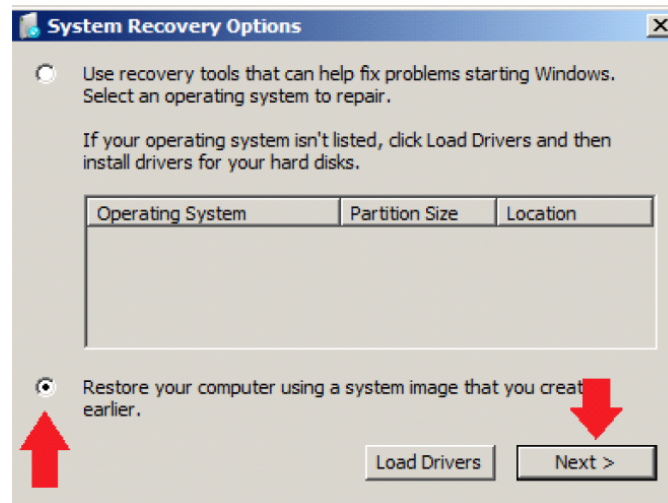 System Recovery Options
Use recovery tools that can help fix problems starting Windows.
Select an operating system to repair.
If your operating system isn't listed, click Load Drivers and then
install drivers for your hard disks.
Operating System Partition Size Location
Restore your computer using a system image that you creat
earlier.
Load Drivers Next >